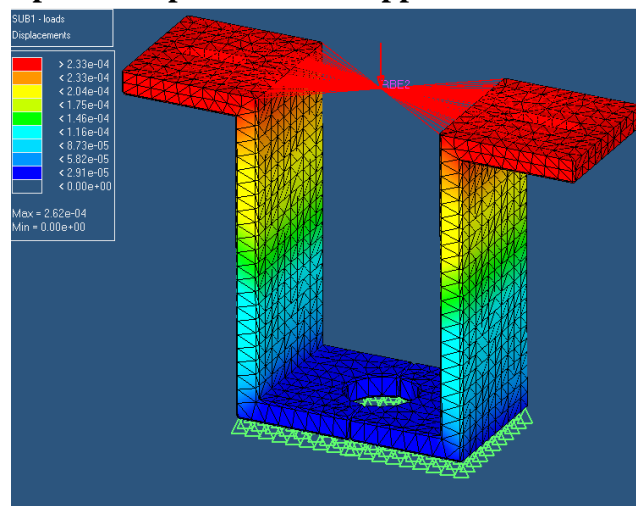 SUB1 - loads
Displacements
> 2.33e-04
< 2.33e-04
< 2.04e-04
< 1.75e-04
< 1.46e-04
< 1.16e-04
< 8.73e-05
< 5.82e-05
< 2.91e-05
< 0.00e+00
Max = 2.62e-04
Min = 0.00e+00
RBE2